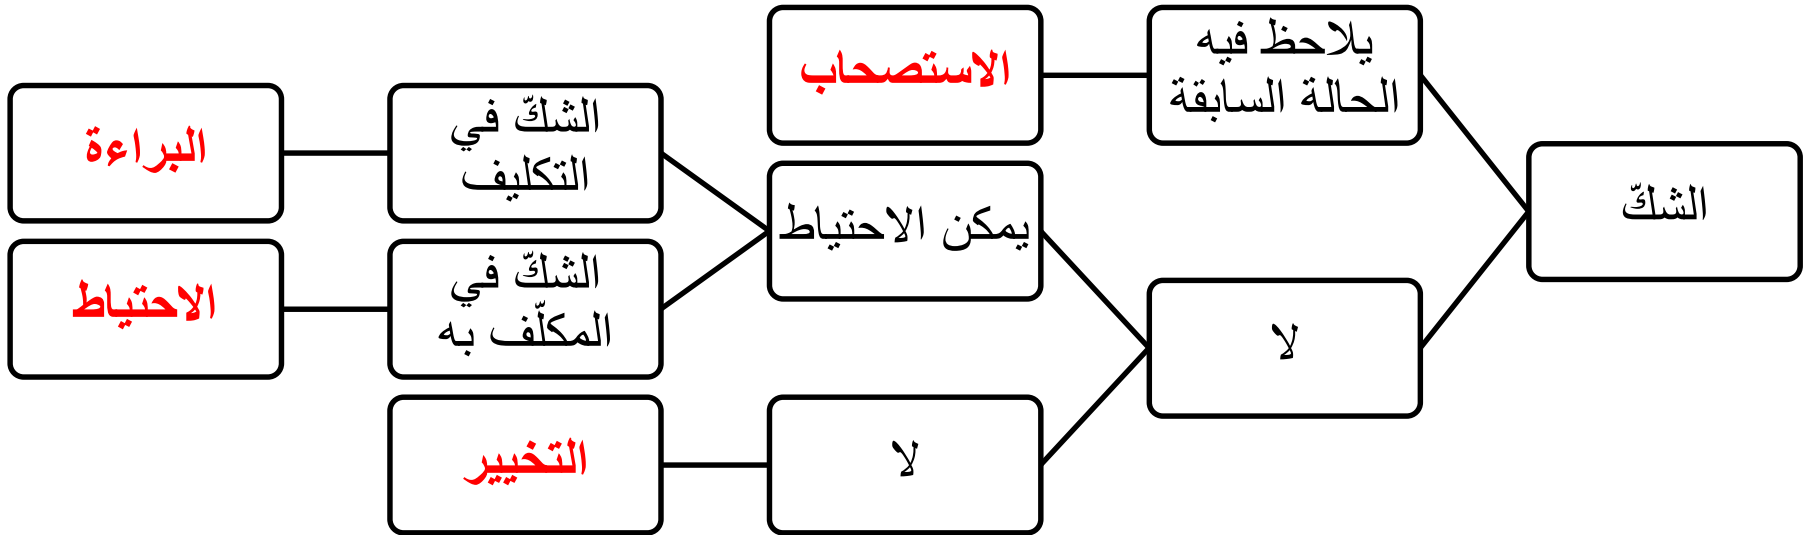 الشكّ
يلاحظ فيه
الحالة السابقة
الاستصحاب
لا
يمكن الاحتياط
الشكّ في
التكليف
البراءة
الشكّ في
المكلّف به
الاحتياط
لا
التخيير